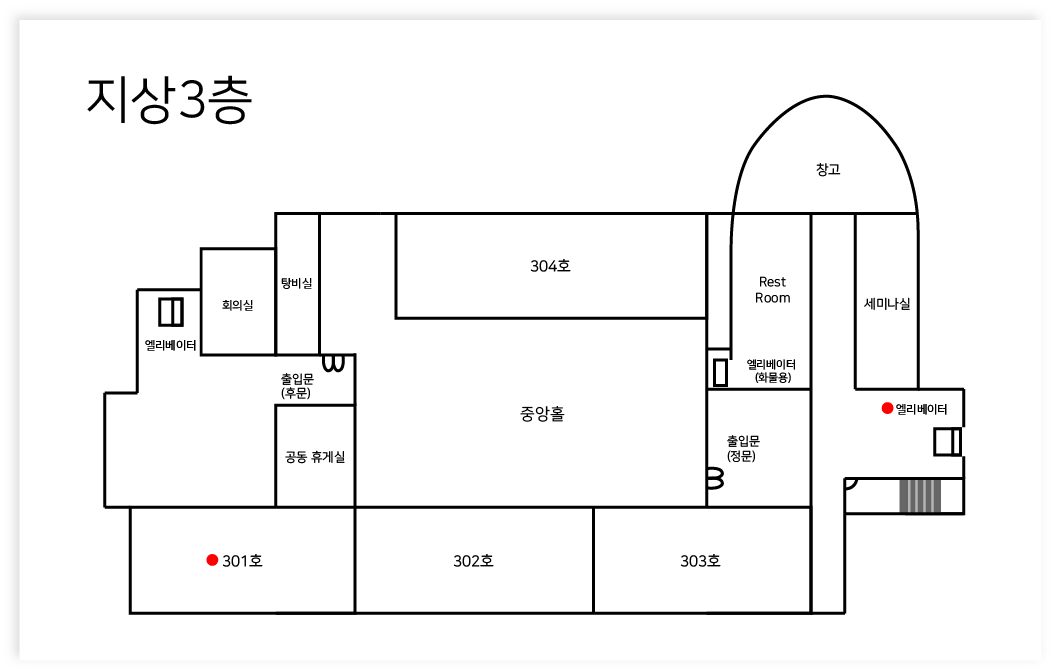 지상3층
창고
304호
Rest
Room
탕비실
회의실
세미나실
엘리베이터
엘리베이터
(화물용)
출입문
(후문)
중앙홀
엘리베이터
출입문
(정문)
공동 휴게실
301호
302호
303호